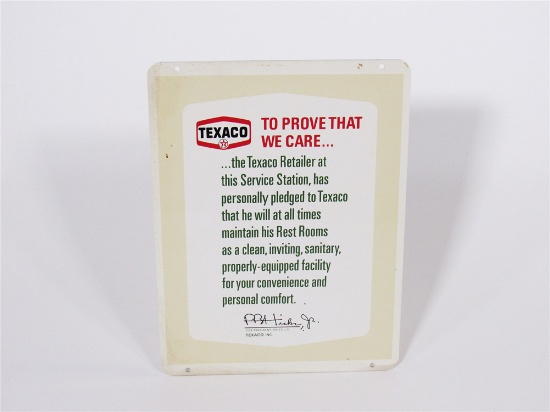 TEXACO
TO PROVE THAT
WE CARE...
...the Texaco Retailer at
this Service Station, has
personally pledged to Texaco
that he will at all times
maintain his Rest Rooms
as a clean, inviting, sanitary,
properly-equipped facility
for your convenience and
personal comfort.
Jr.
TEXACO INC.